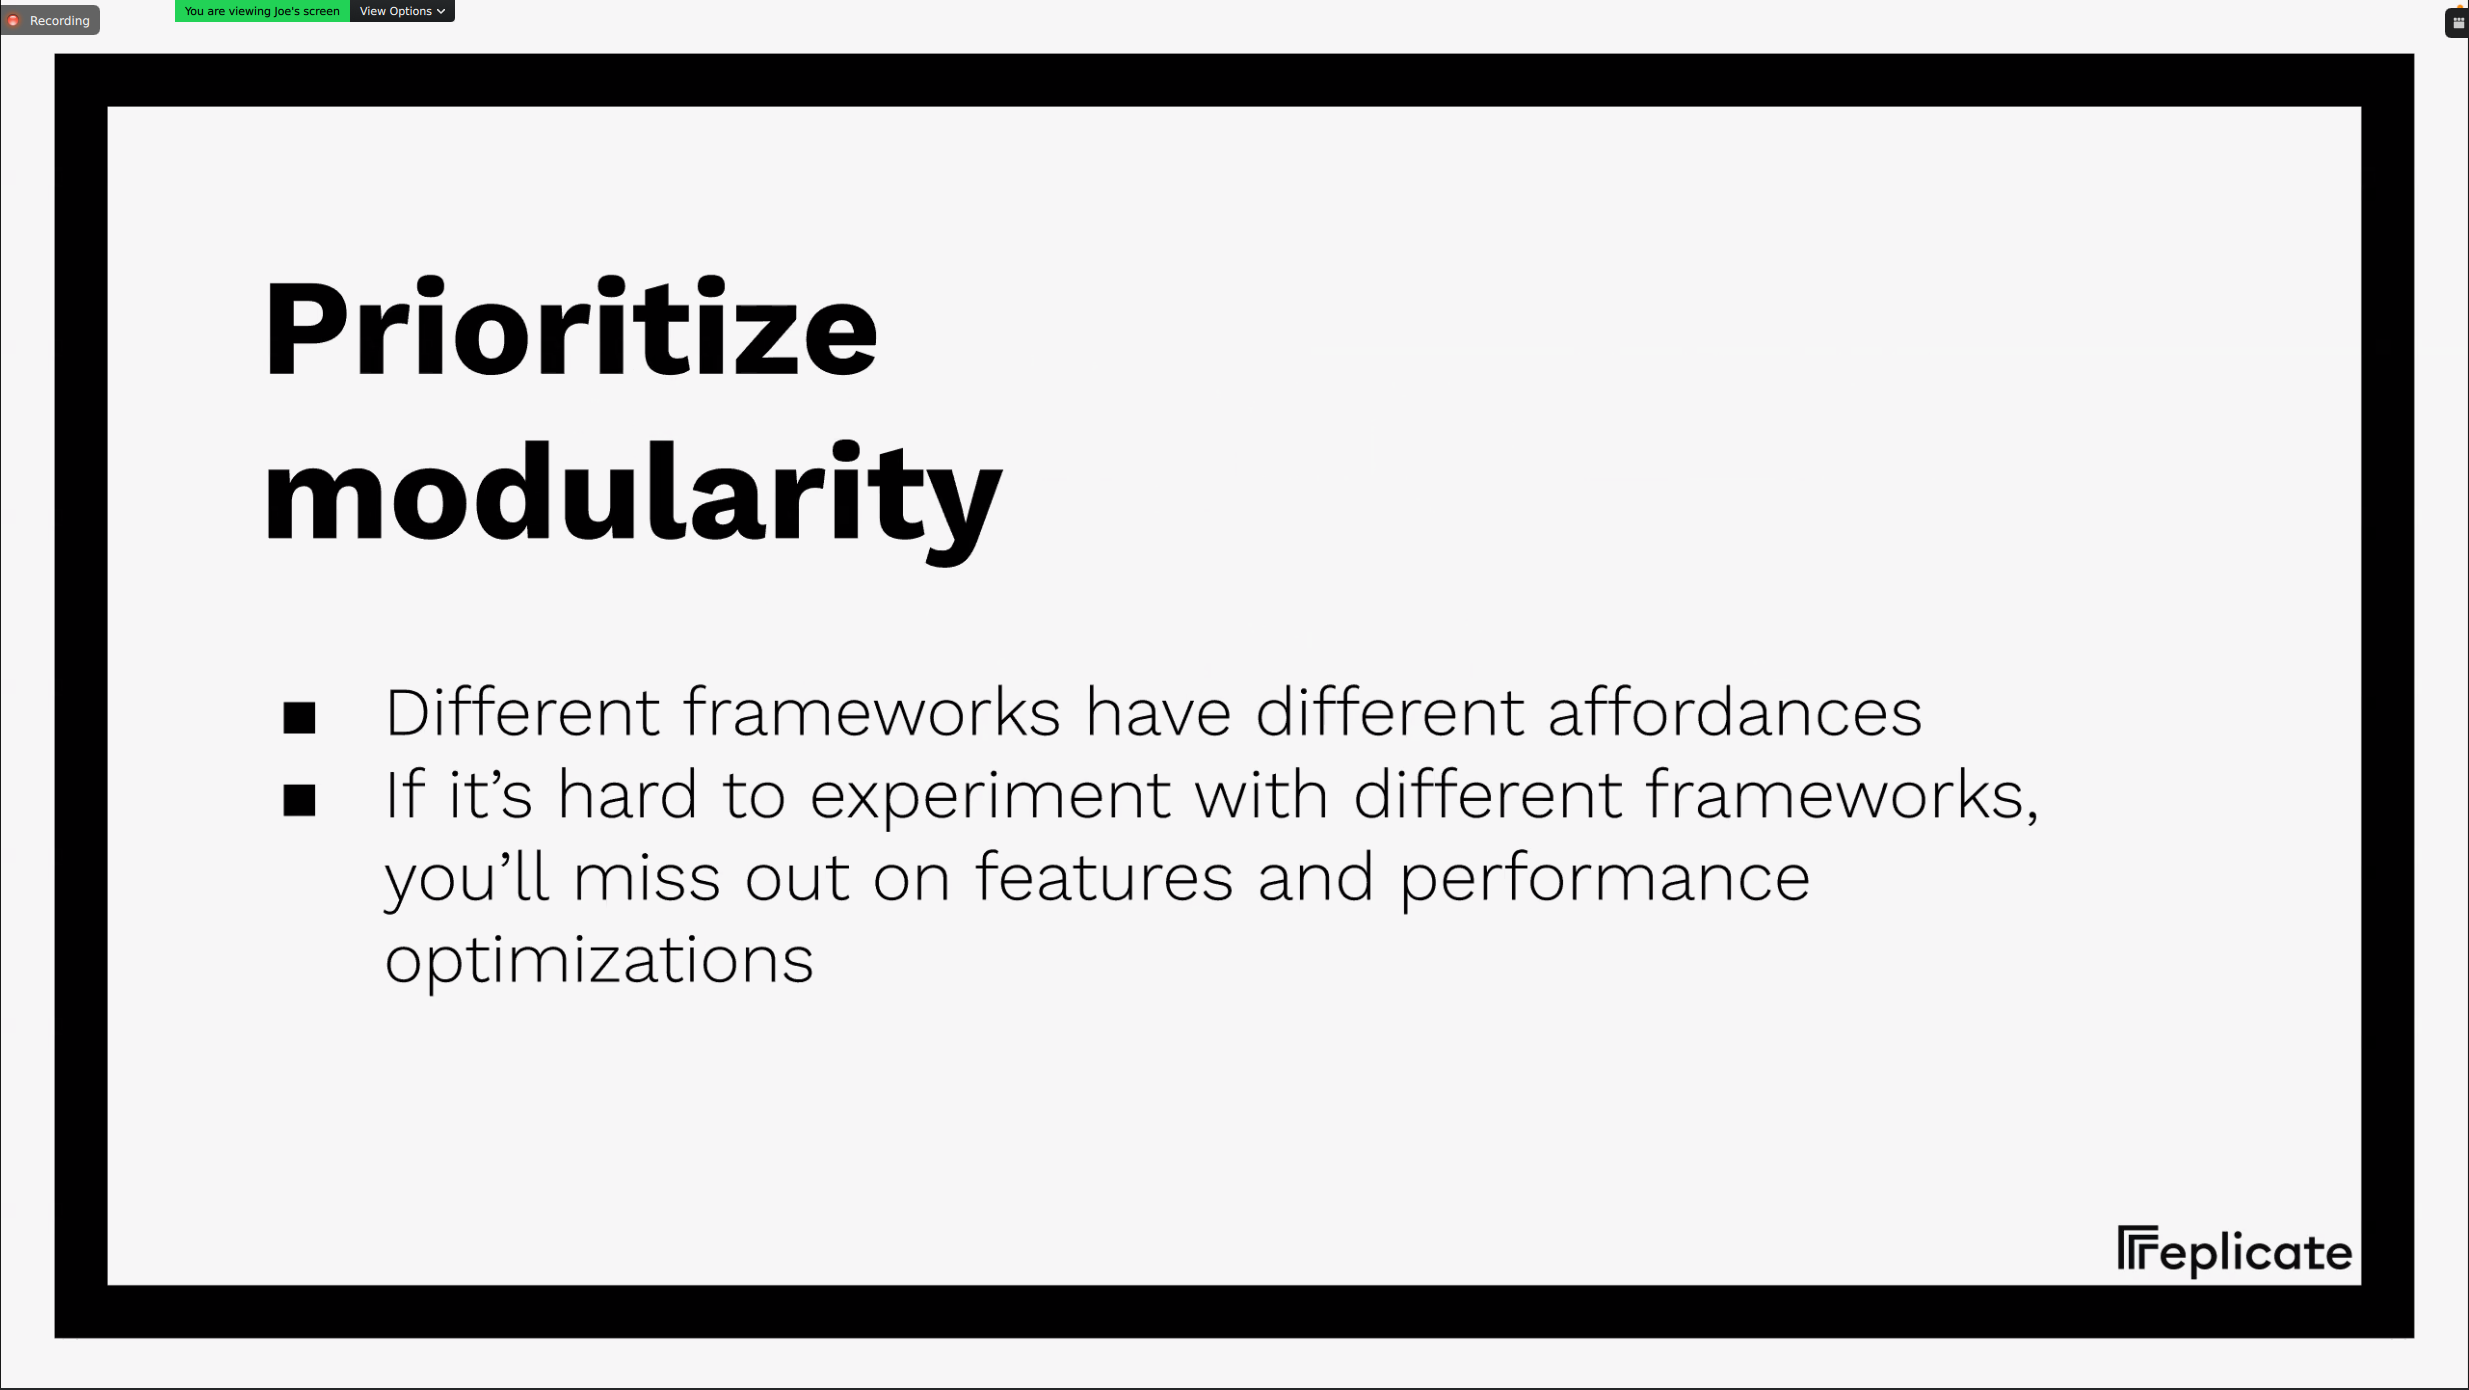 Recording
You are viewing Joe's screen View Options
Prioritize
modularity
■ Different frameworks have different affordances
■ If it’s hard to experiment with different frameworks,
you’ll miss out on features and performance
optimizations
replicate